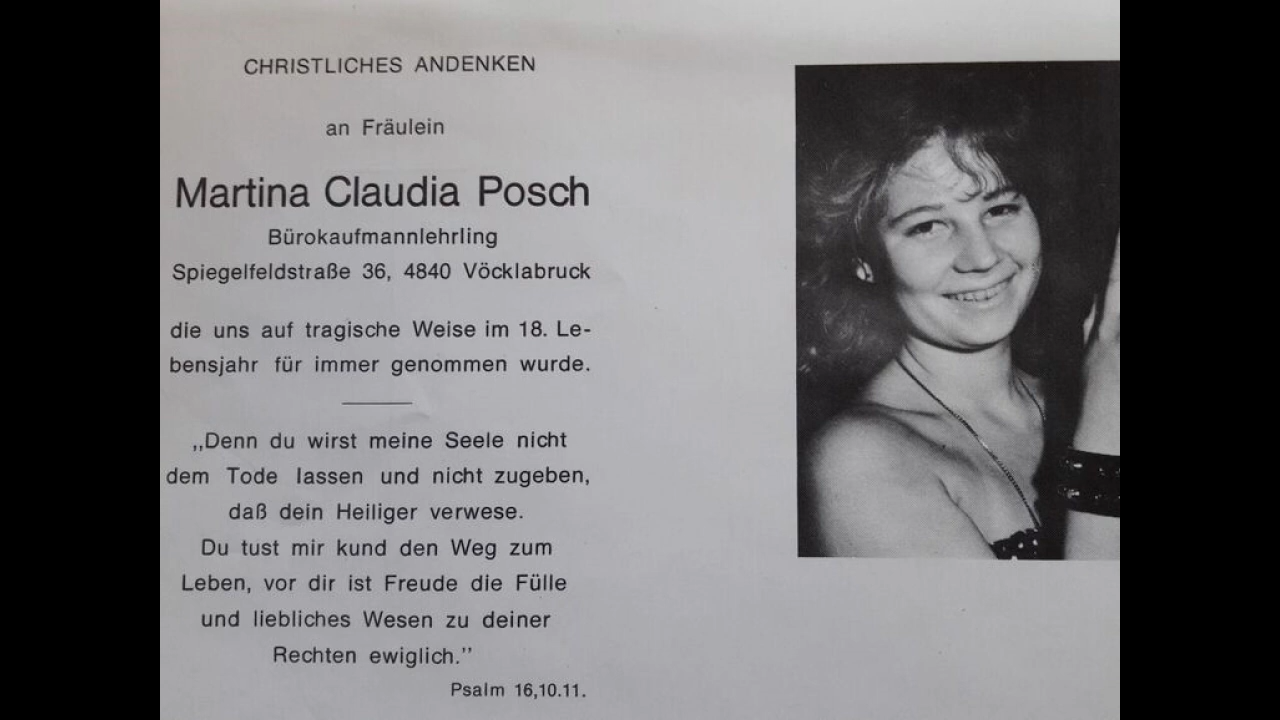 CHRISTLICHES ANDENKEN
an Fräulein
Martina Claudia Posch
Bürokaufmannlehrling
Spiegelfeldstraße 36, 4840 Vöcklabruck
die uns auf tragische Weise im 18. Le-
bensjahr für immer genommen wurde.
„Denn du wirst meine Seele nicht
dem Tode lassen und nicht zugeben,
daß dein Heiliger verwese.
Du tust mir kund den Weg zum
Leben, vor dir ist Freude die Fülle
und liebliches Wesen zu deiner
Rechten ewiglich."
Psalm 16,10.11.